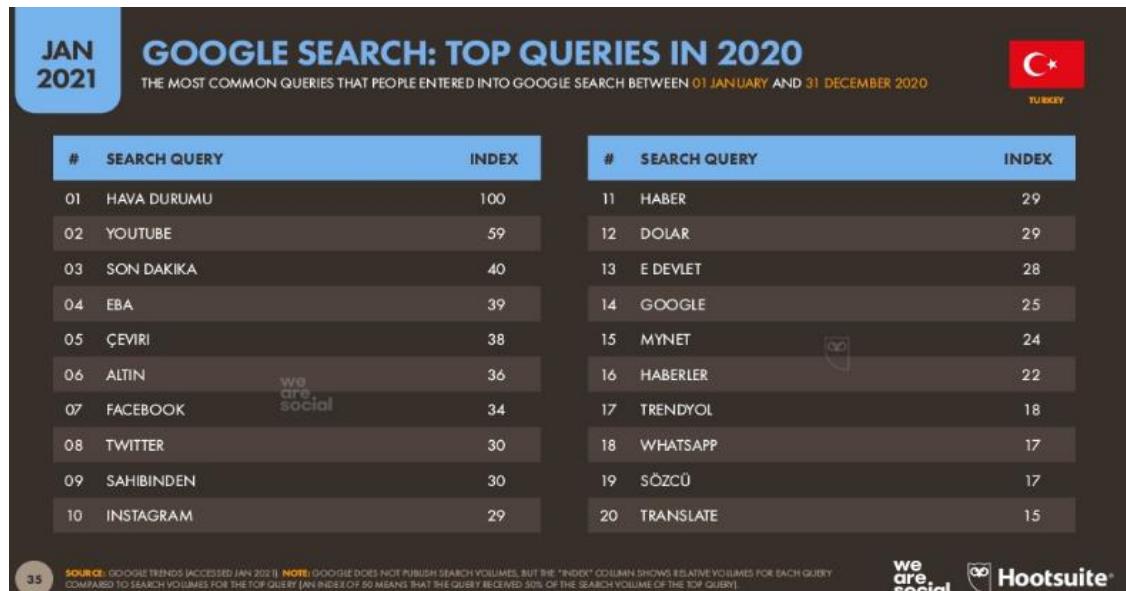 JAN
2021
GOOGLE SEARCH: TOP QUERIES IN 2020
THE MOST COMMON QUERIES THAT PEOPLE ENTERED INTO GOOGLE SEARCH BETWEEN 01 JANUARY AND 31 DECEMBER 2020
TURKEY
# SEARCH QUERY INDEX
01 HAVA DURUMU 100
02 YOUTUBE 59
03 SON DAKIKA 40
04 EBA 39
05 ÇEVIRI 38
06 ALTIN 36
07 FACEBOOK 34
08 TWITTER 30
09 SAHIBINDEN 30
10 INSTAGRAM 29
# SEARCH QUERY INDEX
11 HABER 29
12 DOLAR 29
13 E DEVLET 28
14 GOOGLE 25
15 MYNET 24
16 HABERLER 22
17 TRENDYOL 18
18 WHATSAPP 17
19 SÖZCÜ 17
20 TRANSLATE 15
we
are.
social
35
SOURCE: GOOGLE TRENDS (ACCESSED JAN 2021). NOTE: GOOGLE DOES NOT PUBLISH SEARCH VOLUMES, BUT THE "INDEX" COLUMN SHOWS RELATIVE VOLUMES FOR EACH QUERY
COMPARED TO SEARCH VOLUMES FOR THE TOP QUERY (AN INDEX OF 50 MEANS THAT THE QUERY RECEIVED 50% OF THE SEARCH VOLUME OF THE TOP QUERY).
we
are.
social
Hootsuite